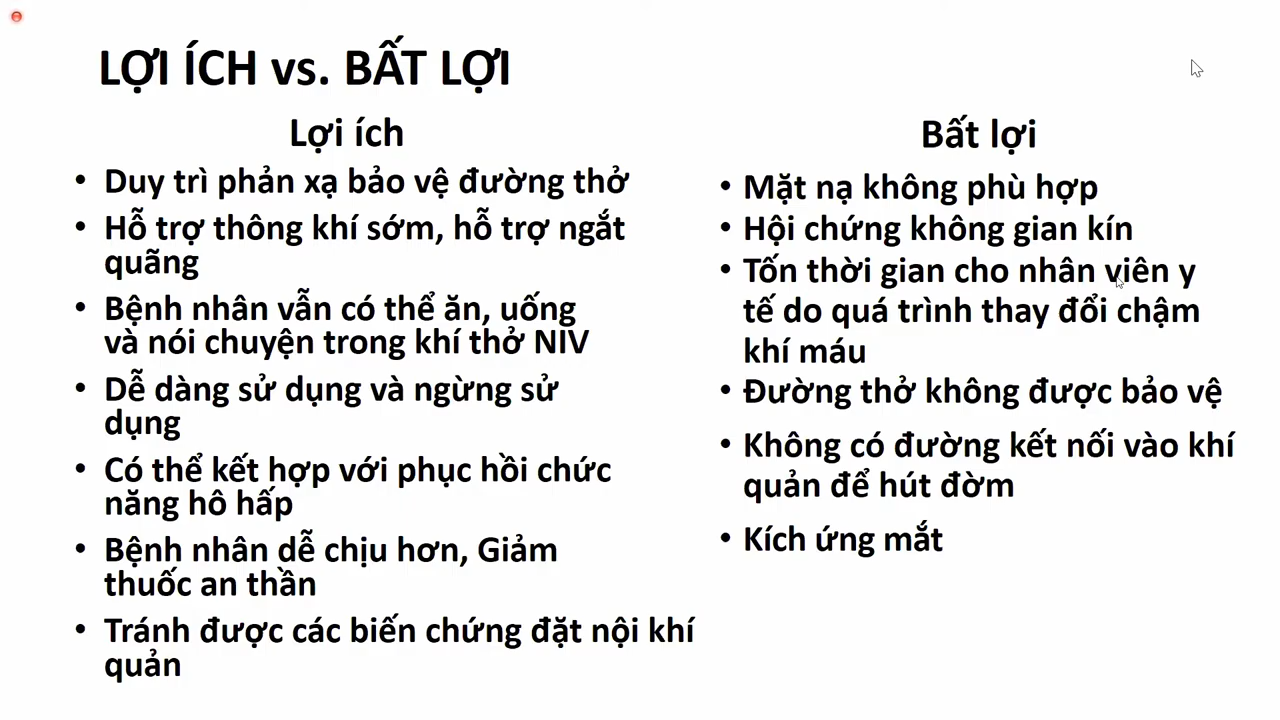 LỢI ÍCH vs. BẤT LỢI
Lợi ích
• Duy trì phản xạ bảo vệ đường thở
• Hỗ trợ thông khí sớm, hỗ trợ ngắt
quãng
• Bệnh nhân vẫn có thể ăn, uống
và nói chuyện trong khí thở NIV
• Dễ dàng sử dụng và ngừng sử
dụng
• Có thể kết hợp với phục hồi chức
năng hô hấp
• Bệnh nhân dễ chịu hơn, Giảm
thuốc an thần
• Tránh được các biến chứng đặt nội khí
quản
Bất lợi
• Mặt nạ không phù hợp
• Hội chứng không gian kín
• Tốn thời gian cho nhân viên y
tế do quá trình thay đổi chậm
khí máu
• Đường thở không được bảo vệ
• Không có đường kết nối vào khí
quản để hút đờm
• Kích ứng mắt